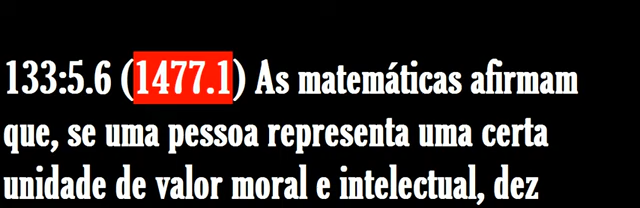 133:5.6 (1477.1) As matemáticas afirmam
que, se uma pessoa representa uma certa
unidade de valor moral e intelectual, dez